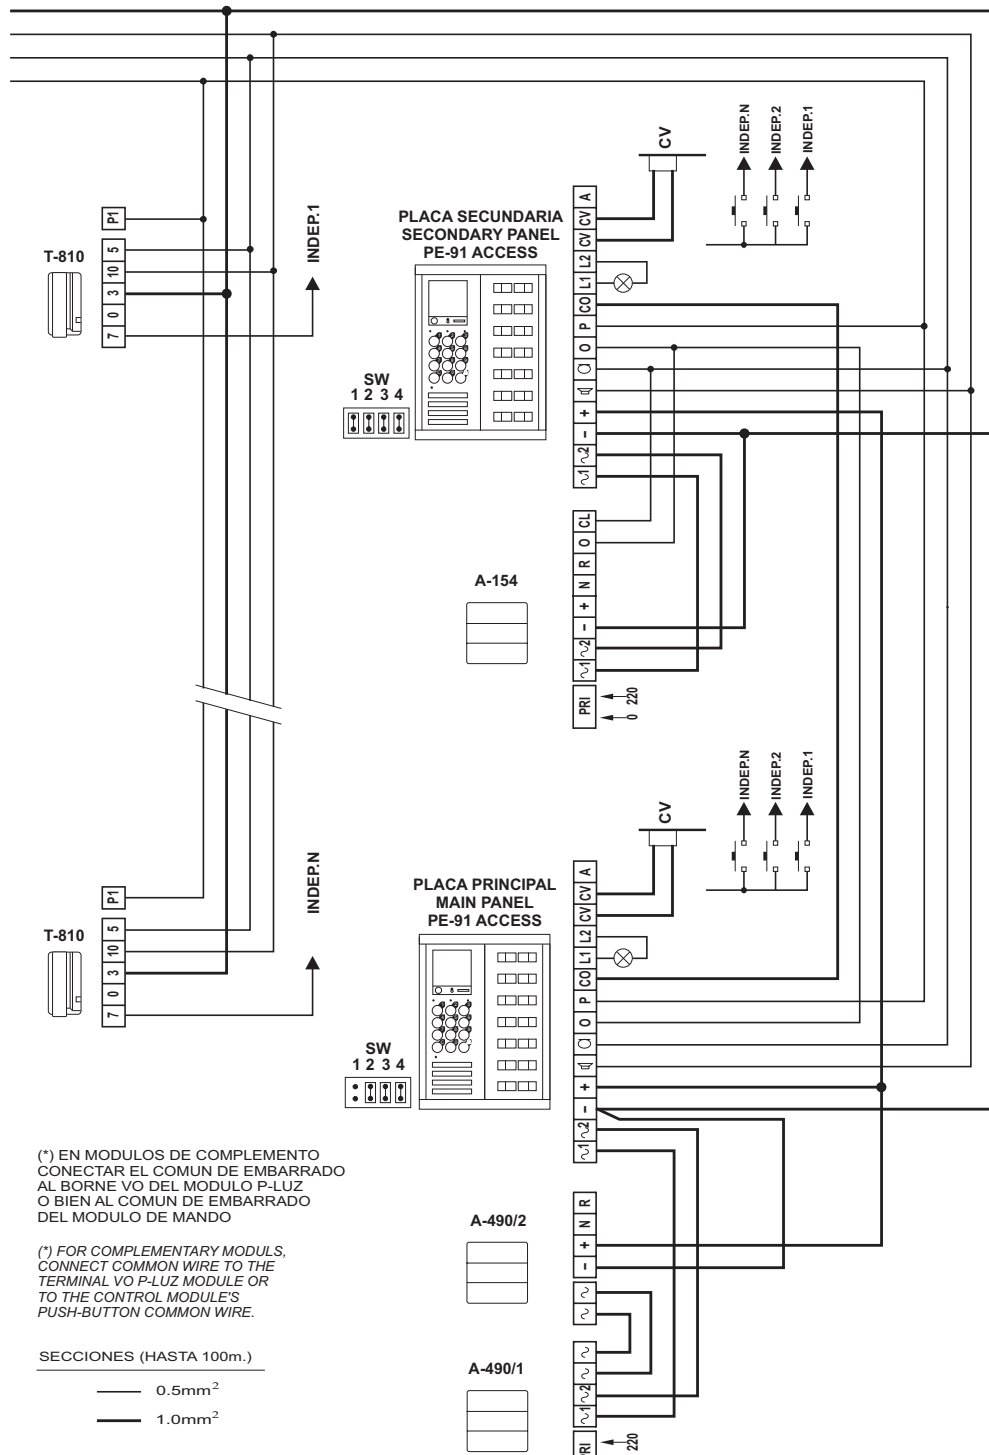 INDEP.N
INDEP.2
INDEP.1
CV
PLACA SECUNDARIA
SECONDARY PANEL
PE-91 ACCESS
A
CV
CV
L2
L1
CO
P
O
+
-
~2
~1
T-810
P1
5
10
3
0
7
INDEP.1
SW
1 2 3 4
A-154
CL
O
R
N
+
-
~2
~1
PRI
220
0
INDEP.N
INDEP.2
INDEP.1
CV
PLACA PRINCIPAL
MAIN PANEL
PE-91 ACCESS
A
CV
CV
L2
L1
CO
P
O
+
-
~2
~1
T-810
P1
5
10
3
0
7
INDEP.N
SW
1 2 3 4
(*) EN MODULOS DE COMPLEMENTO
CONECTAR EL COMUN DE EMBARRADO
AL BORNE VO DEL MODULO P-LUZ
O BIEN AL COMUN DE EMBARRADO
DEL MODULO DE MANDO
(*) FOR COMPLEMENTARY MODULS,
CONNECT COMMON WIRE TO THE
TERMINAL VO P-LUZ MODULE OR
TO THE CONTROL MODULE'S
PUSH-BUTTON COMMON WIRE.
SECCIONES (HASTA 100m.)
0.5mm²
1.0mm²
A-490/2
R
N
+
-
~
~
A-490/1
~
~
~2
~1
PRI
220